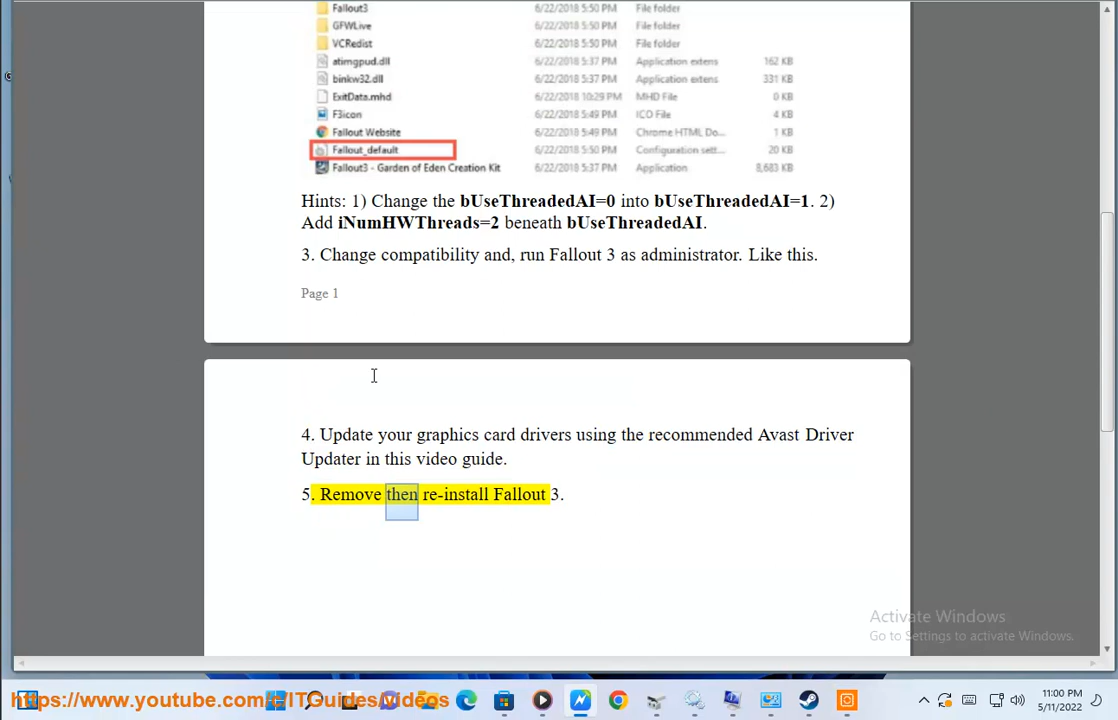 Fallout3 6/22/2018 5:50 PM File folder
GFWLive 6/22/2018 5:50 PM File folder
VCRedist 6/22/2018 5:50 PM File folder
atimgpud.dll 6/22/2018 5:37 PM Application extens 162 KB
binkw32.dll 6/22/2018 5:37 PM Application extens 331 KB
ExitData.mhd 6/22/2018 10:29 PM MHD File 0 KB
F3icon 6/22/2018 5:49 PM ICO File 4 KB
Fallout Website 6/22/2018 5:49 PM Chrome HTML Do... 1 KB
Fallout_default 6/22/2018 5:50 PM Configuration sett... 20 KB
Fallout3 - Garden of Eden Creation Kit 6/22/2018 5:37 PM Application 8,683 KB
Hints: 1) Change the bUseThreadedAI=0 into bUseThreadedAI=1. 2)
Add iNumHWThreads=2 beneath bUseThreadedAI.
3. Change compatibility and, run Fallout 3 as administrator. Like this.
Page 1
4. Update your graphics card drivers using the recommended Avast Driver
Updater in this video guide.
5. Remove then re-install Fallout 3.
Activate Windows
Go to Settings to activate Windows.
https://www.youtube.com/c/ITGuides/videos
11:00 PM
5/11/2022